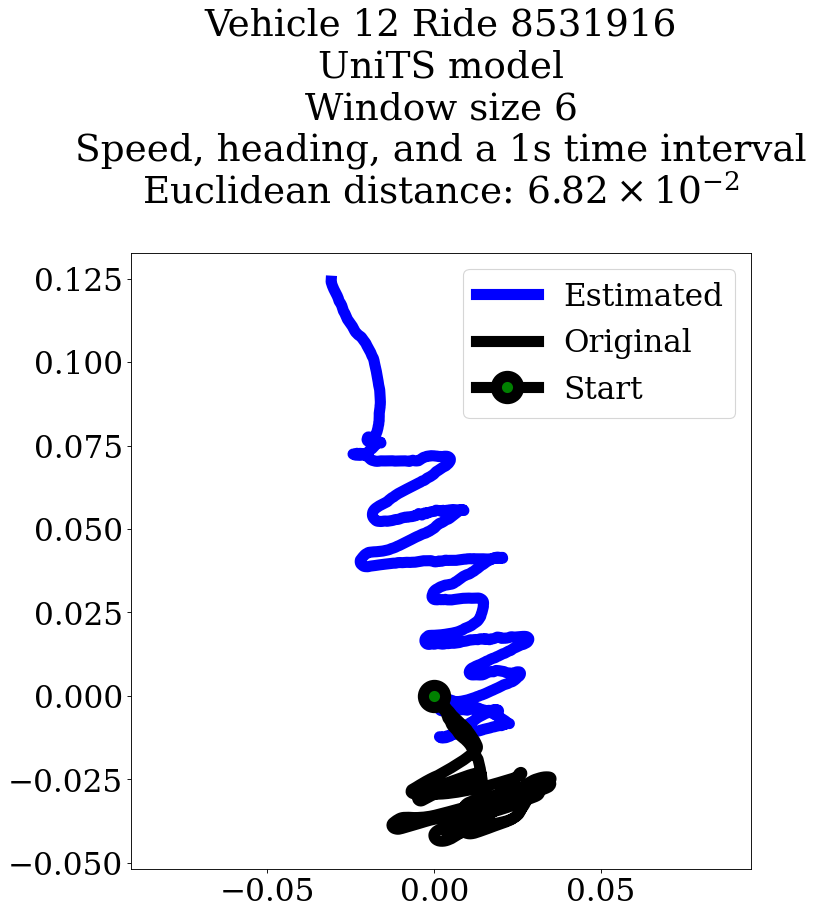 Vehicle 12 Ride 8531916
UniTS model
Window size 6
Speed, heading, and a 1s time interval
Euclidean distance: 6.82 × 10⁻²
Estimated
Original
Start
0.125
0.100
0.075
0.050
0.025
0.000
−0.025
−0.050
−0.05 0.00 0.05